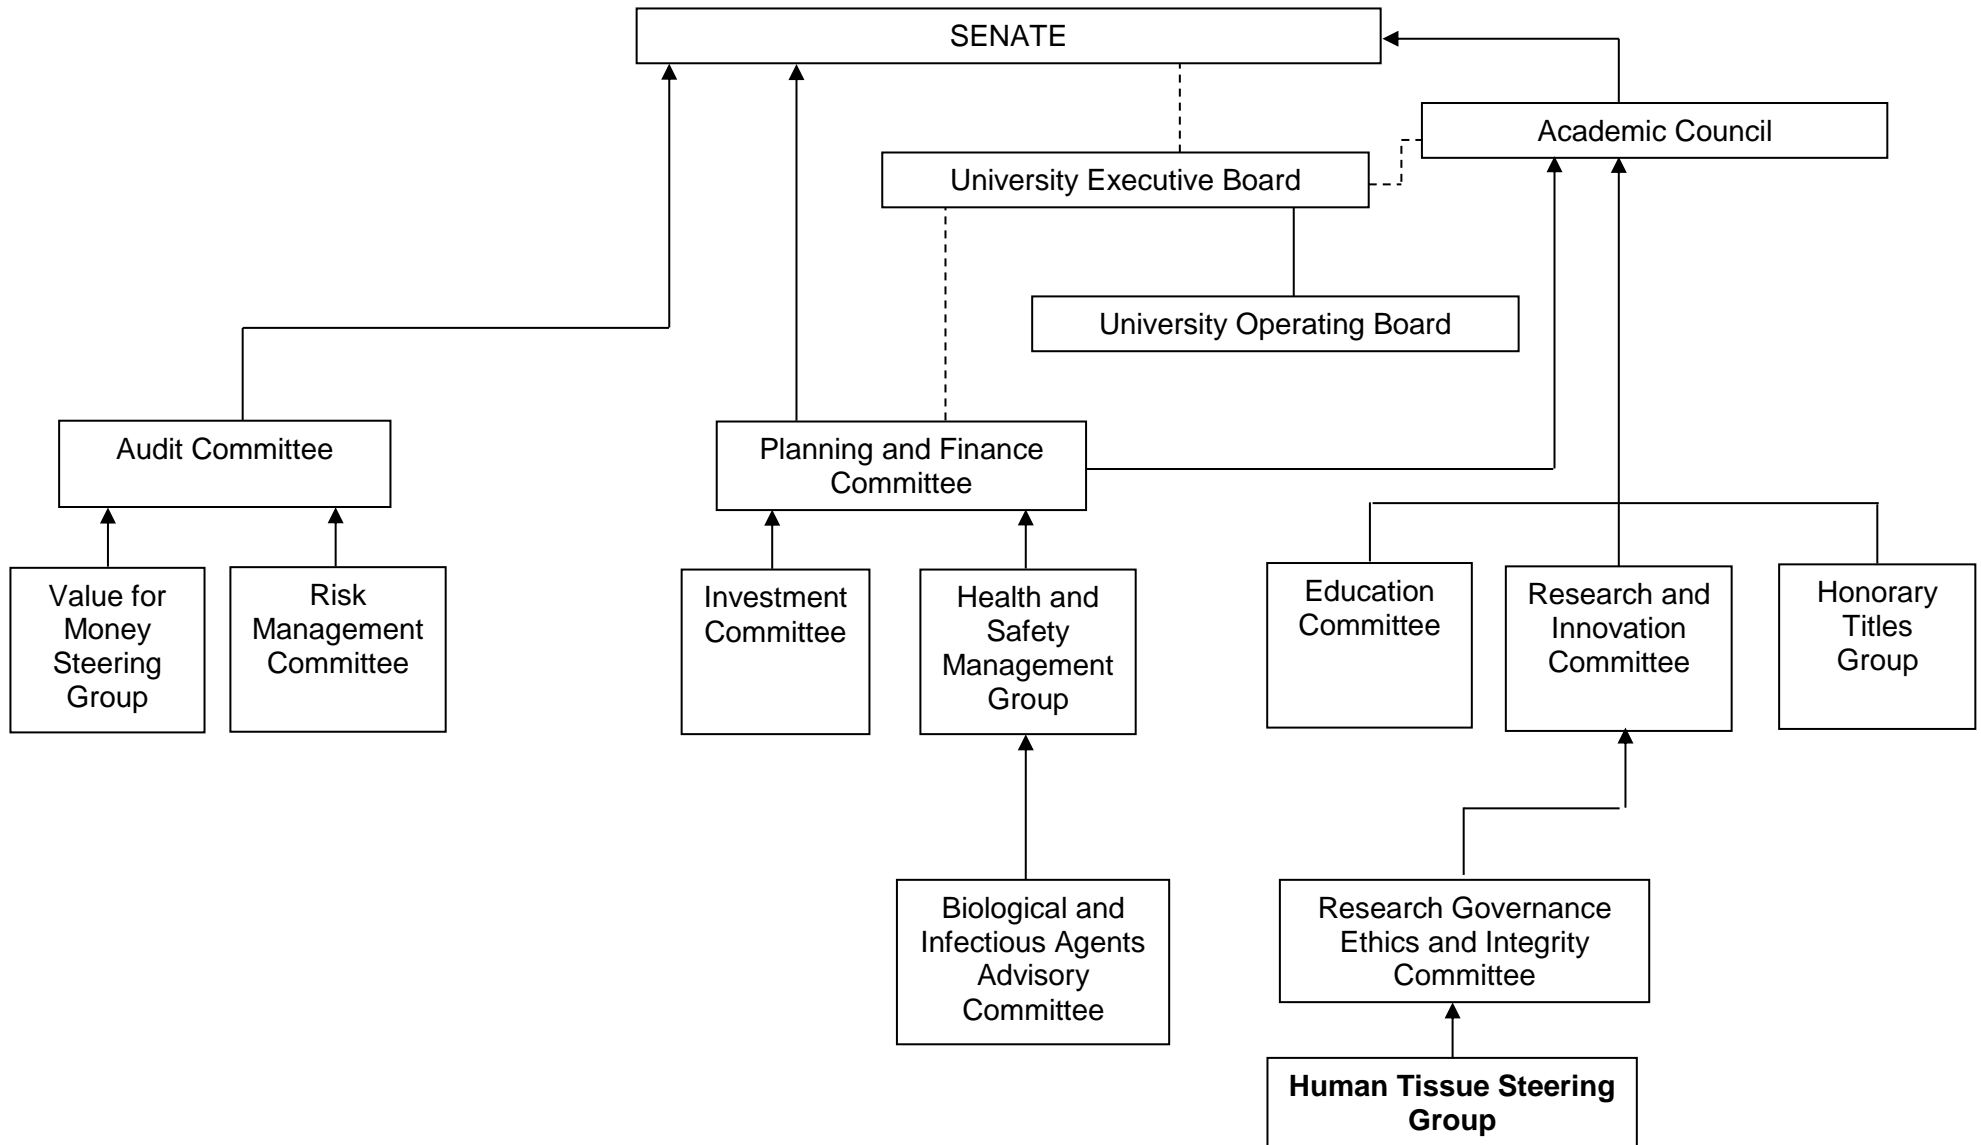 SENATE
Academic Council
University Executive Board
University Operating Board
Audit Committee
Planning and Finance
Committee
Value for
Money
Steering
Group
Risk
Management
Committee
Investment
Committee
Health and
Safety
Management
Group
Education
Committee
Research and
Innovation
Committee
Honorary
Titles
Group
Biological and
Infectious Agents
Advisory
Committee
Research Governance
Ethics and Integrity
Committee
Human Tissue Steering
Group